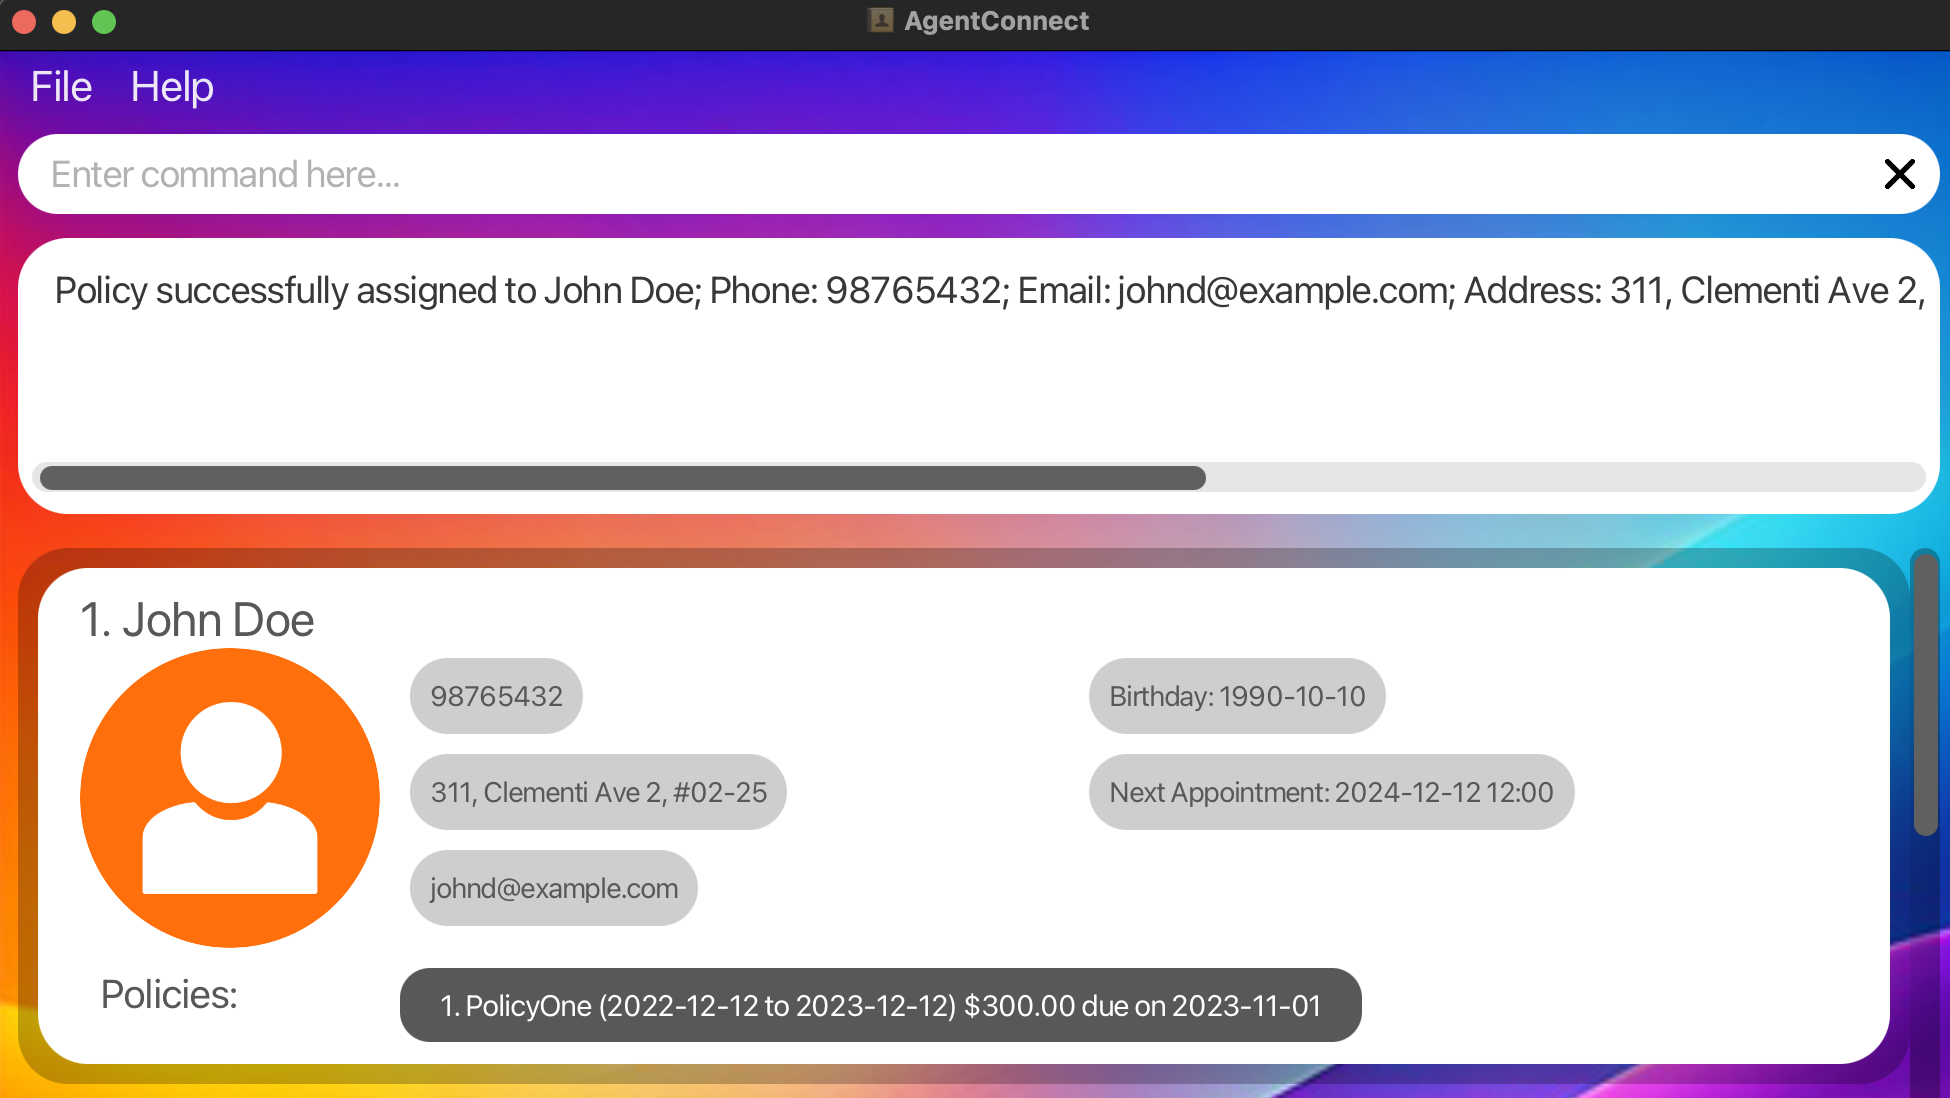 AgentConnect
File Help
Enter command here...
Policy successfully assigned to John Doe; Phone: 98765432; Email: johnd@example.com; Address: 311, Clementi Ave 2,
1. John Doe
98765432
Birthday: 1990-10-10
311, Clementi Ave 2, #02-25
Next Appointment: 2024-12-12 12:00
johnd@example.com
Policies:
1. PolicyOne (2022-12-12 to 2023-12-12) $300.00 due on 2023-11-01